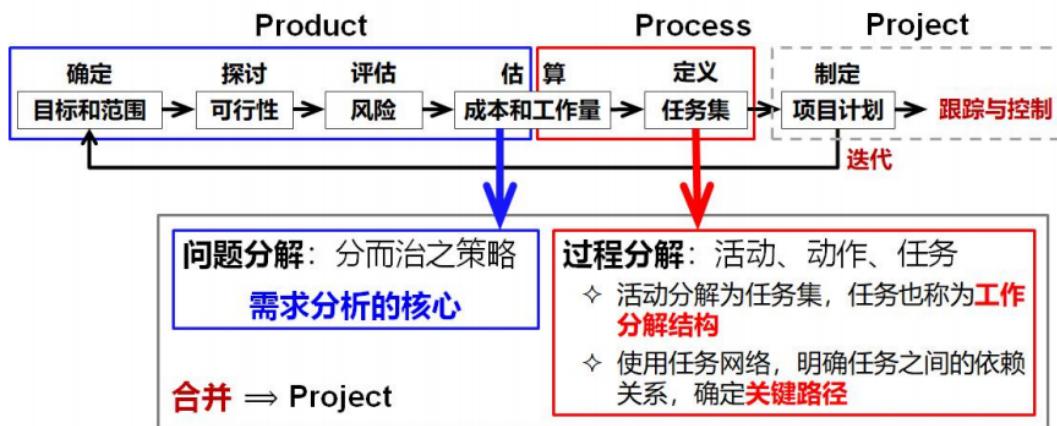 Product
Process
Project
确定
探讨
评估
估 算
定义
制定
目标和范围
可行性
风险
成本和工作量
任务集
项目计划
跟踪与控制
迭代
问题分解：分而治之策略
需求分析的核心
过程分解：活动、动作、任务
✧ 活动分解为任务集，任务也称为工作
分解结构
✧ 使用任务网络，明确任务之间的依赖
关系，确定关键路径
合并 ⟹ Project